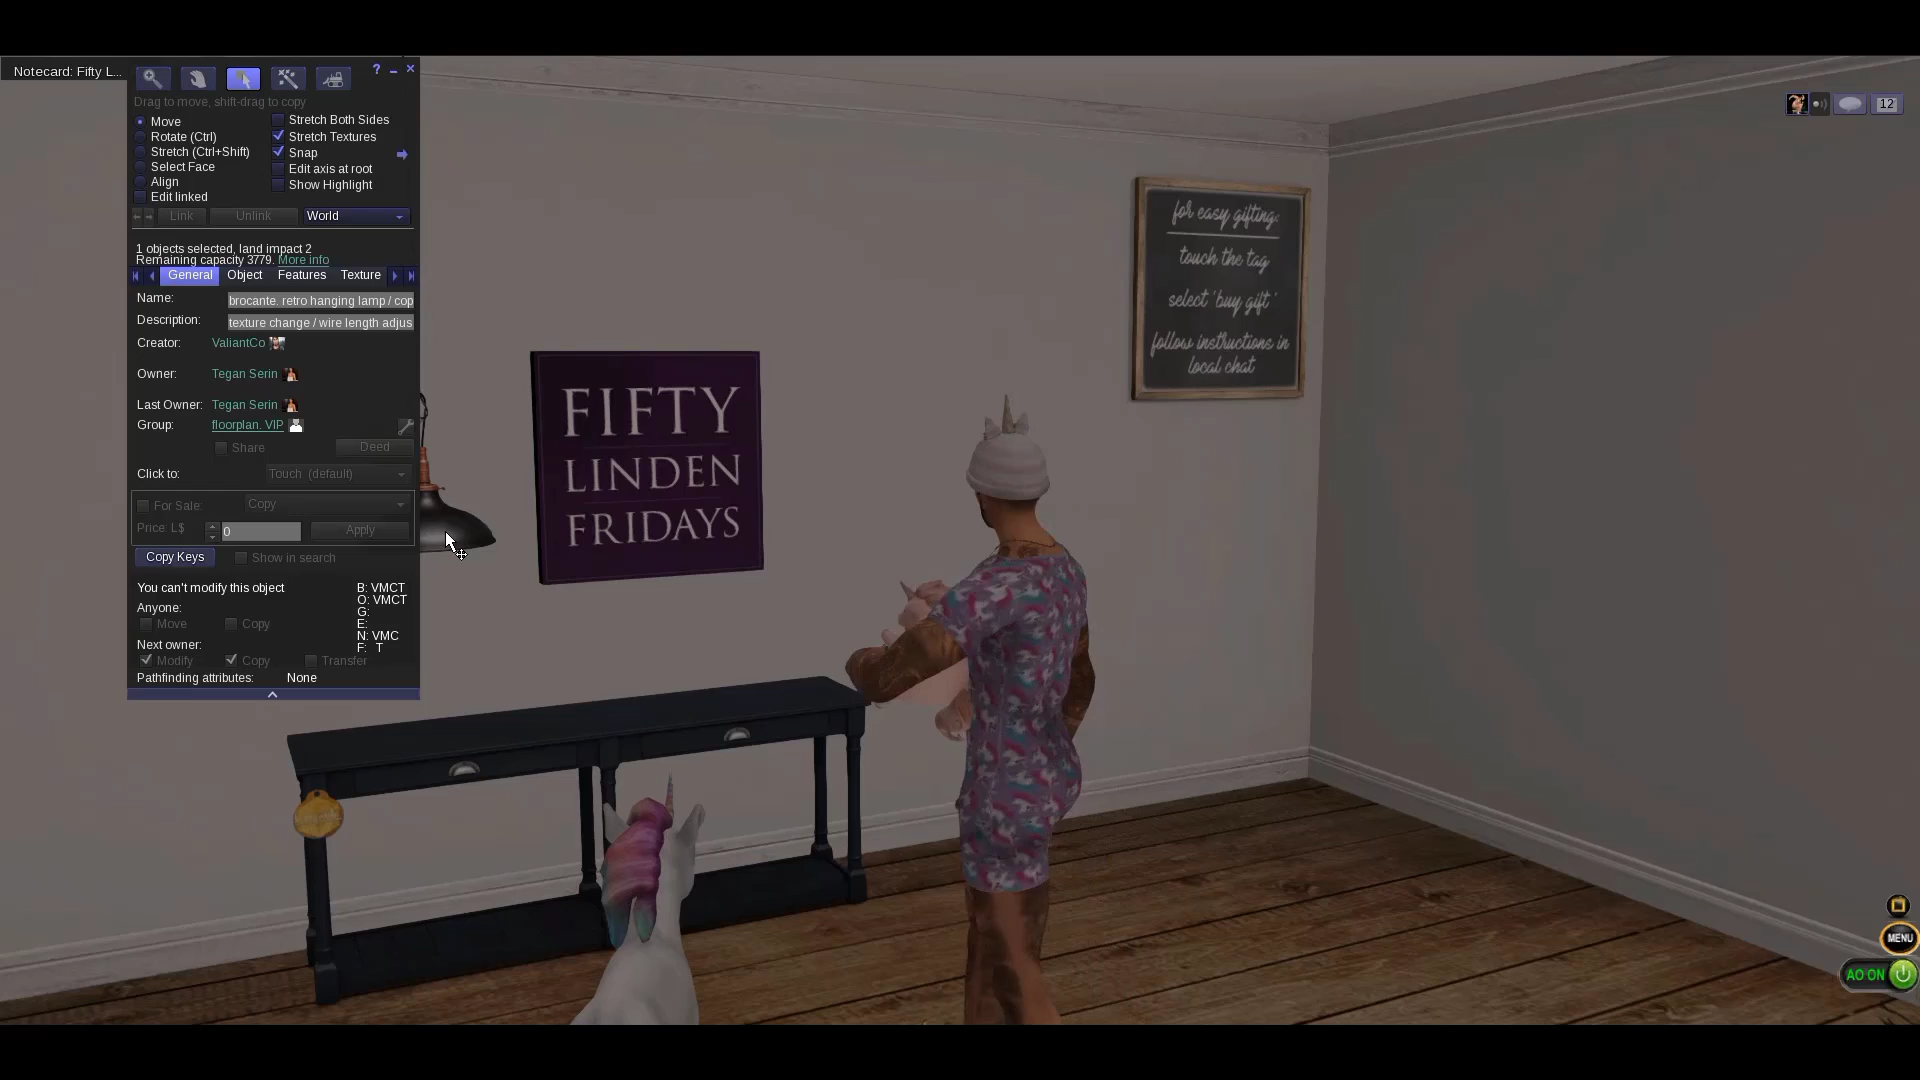 Notecard: Fifty L...
?
Drag to move, shift-drag to copy
Move
Rotate (Ctrl)
Stretch (Ctrl+Shift)
Select Face
Align
Edit linked
Stretch Both Sides
Stretch Textures
Snap
Edit axis at root
Show Highlight
Link
Unlink
World
1 objects selected, land impact 2
Remaining capacity 3779. More info
General Object Features Texture
Name: brocante. retro hanging lamp / cop
Description: texture change / wire length adjus
Creator: ValiantCo
Owner: Tegan Serin
Last Owner: Tegan Serin
Group: floorplan. VIP
Share Deed
Click to: Touch (default)
For Sale: Copy
Price: L$ 0 Apply
Copy Keys Show in search
You can't modify this object
Anyone:
Move Copy
Next owner:
Modify Copy Transfer
B: VMCT
O: VMCT
G:
E:
N: VMC
F: T
Pathfinding attributes: None
FIFTY
LINDEN
FRIDAYS
for easy gifting:
touch the tag
select 'buy gift'
follow instructions in
local chat
12
MENU
AO ON